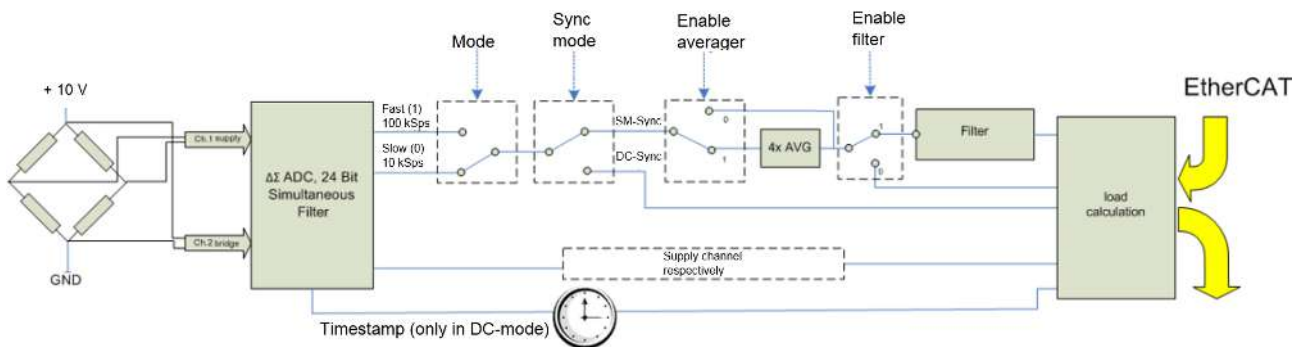 Mode
Sync
mode
Enable
averager
Enable
filter
+ 10 V
Ch.1 supply
ΔΣ ADC, 24 Bit
Simultaneous
Filter
Ch.2 bridge
GND
Fast (1)
100 kSps
Slow (0)
10 kSps
SM-Sync
DC-Sync
0
1
4x AVG
1
0
Filter
EtherCAT
load
calculation
Supply channel
respectively
Timestamp (only in DC-mode)